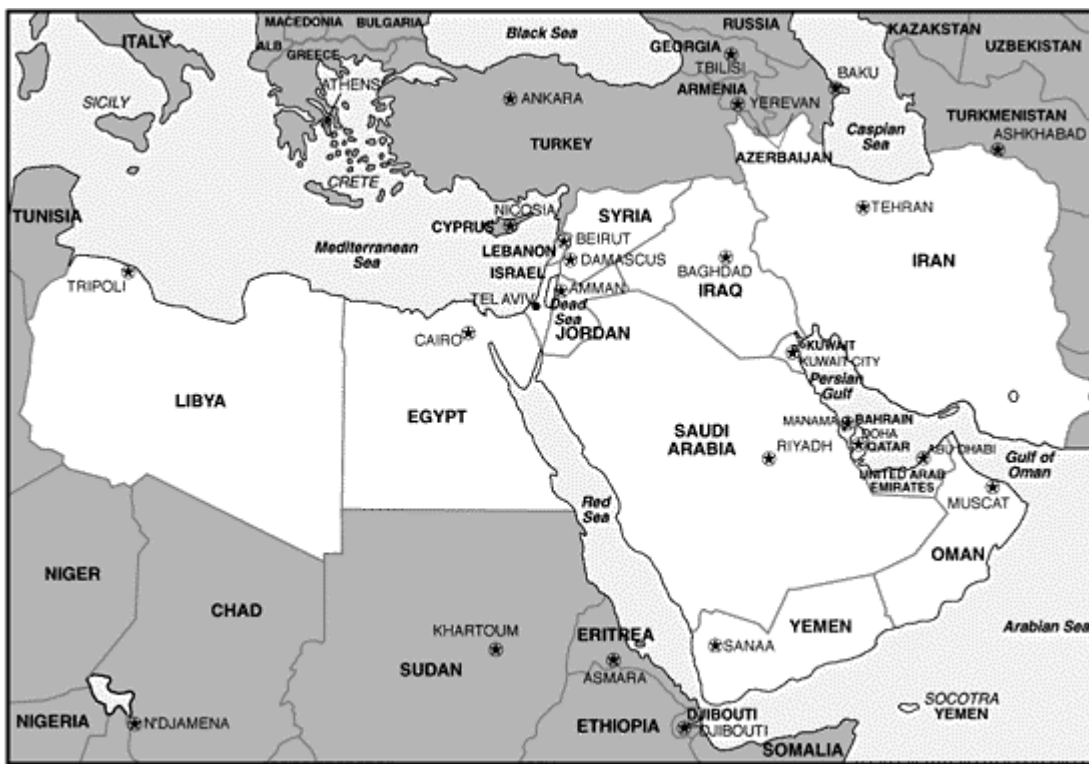 MACEDONIA
BULGARIA
ITALY
ALB
GREECE
Black Sea
RUSSIA
KAZAKSTAN
UZBEKISTAN
GEORGIA
TBILISI
BAKU
ATHENS
SICILY
ANKARA
ARMENIA
YEREVAN
TURKMENISTAN
ASHKHABAD
TURKEY
Caspian
Sea
AZERBAIJAN
CRETE
TUNISIA
NICOSIA
CYPRUS
SYRIA
TEHRAN
Mediterranean
Sea
LEBANON
BEIRUT
ISRAEL
DAMASCUS
BAGHDAD
IRAQ
IRAN
TRIPOLI
TEL AVIV
AMMAN
Dead
Sea
JORDAN
CAIRO
KUWAIT
KUWAIT CITY
Persian
Gulf
LIBYA
EGYPT
SAUDI
ARABIA
RIYADH
MANAMA
BAHRAIN
DOHA
QATAR
ABU DHABI
UNITED ARAB
EMIRATES
Gulf of
Oman
MUSCAT
Red
Sea
OMAN
NIGER
CHAD
KHARTOUM
SUDAN
ERITREA
ASMARA
YEMEN
SANAA
Arabian Sea
NIGERIA
N'DJAMENA
ETHIOPIA
DJIBOUTI
DJIBOUTI
SOCOTRA
YEMEN
SOMALIA